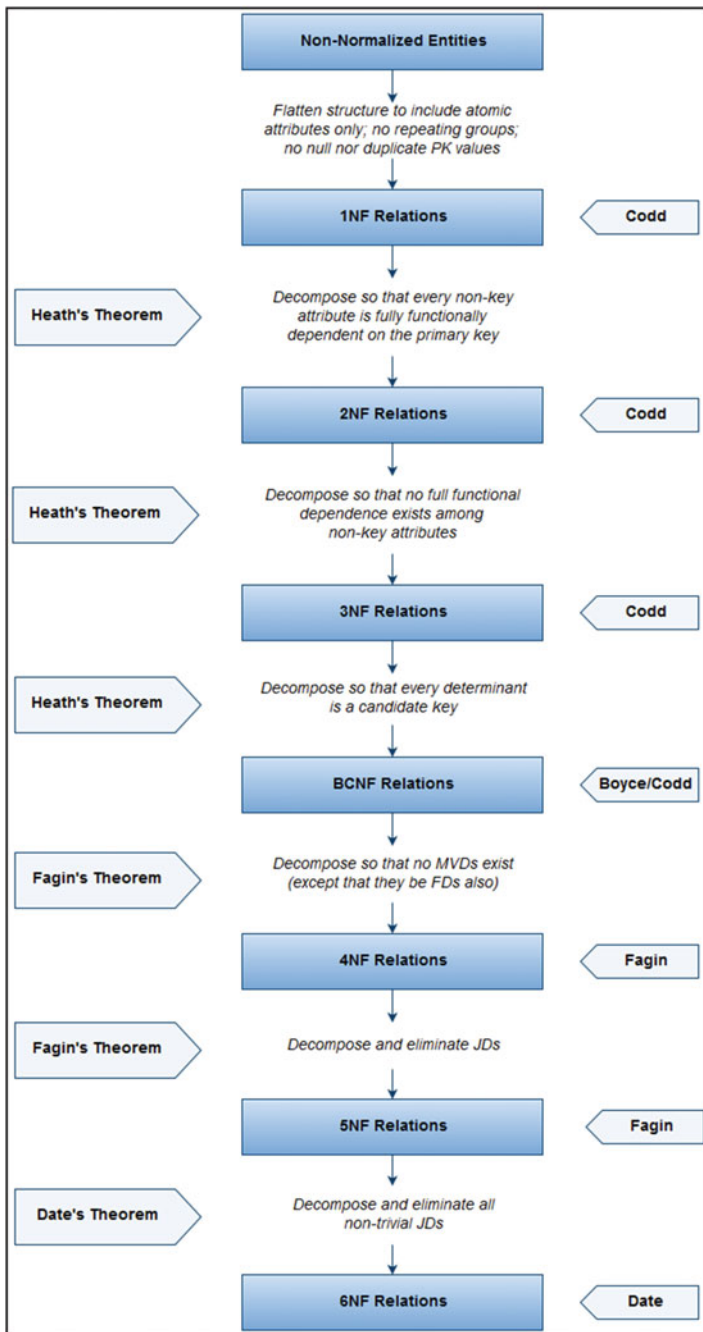 Non-Normalized Entities
Flatten structure to include atomic
attributes only; no repeating groups;
no null nor duplicate PK values
1NF Relations
Codd
Heath's Theorem
Decompose so that every non-key
attribute is fully functionally
dependent on the primary key
2NF Relations
Codd
Heath's Theorem
Decompose so that no full functional
dependence exists among
non-key attributes
3NF Relations
Codd
Heath's Theorem
Decompose so that every determinant
is a candidate key
BCNF Relations
Boyce/Codd
Fagin's Theorem
Decompose so that no MVDs exist
(except that they be FDs also)
4NF Relations
Fagin
Fagin's Theorem
Decompose and eliminate JDs
5NF Relations
Fagin
Date's Theorem
Decompose and eliminate all
non-trivial JDs
6NF Relations
Date